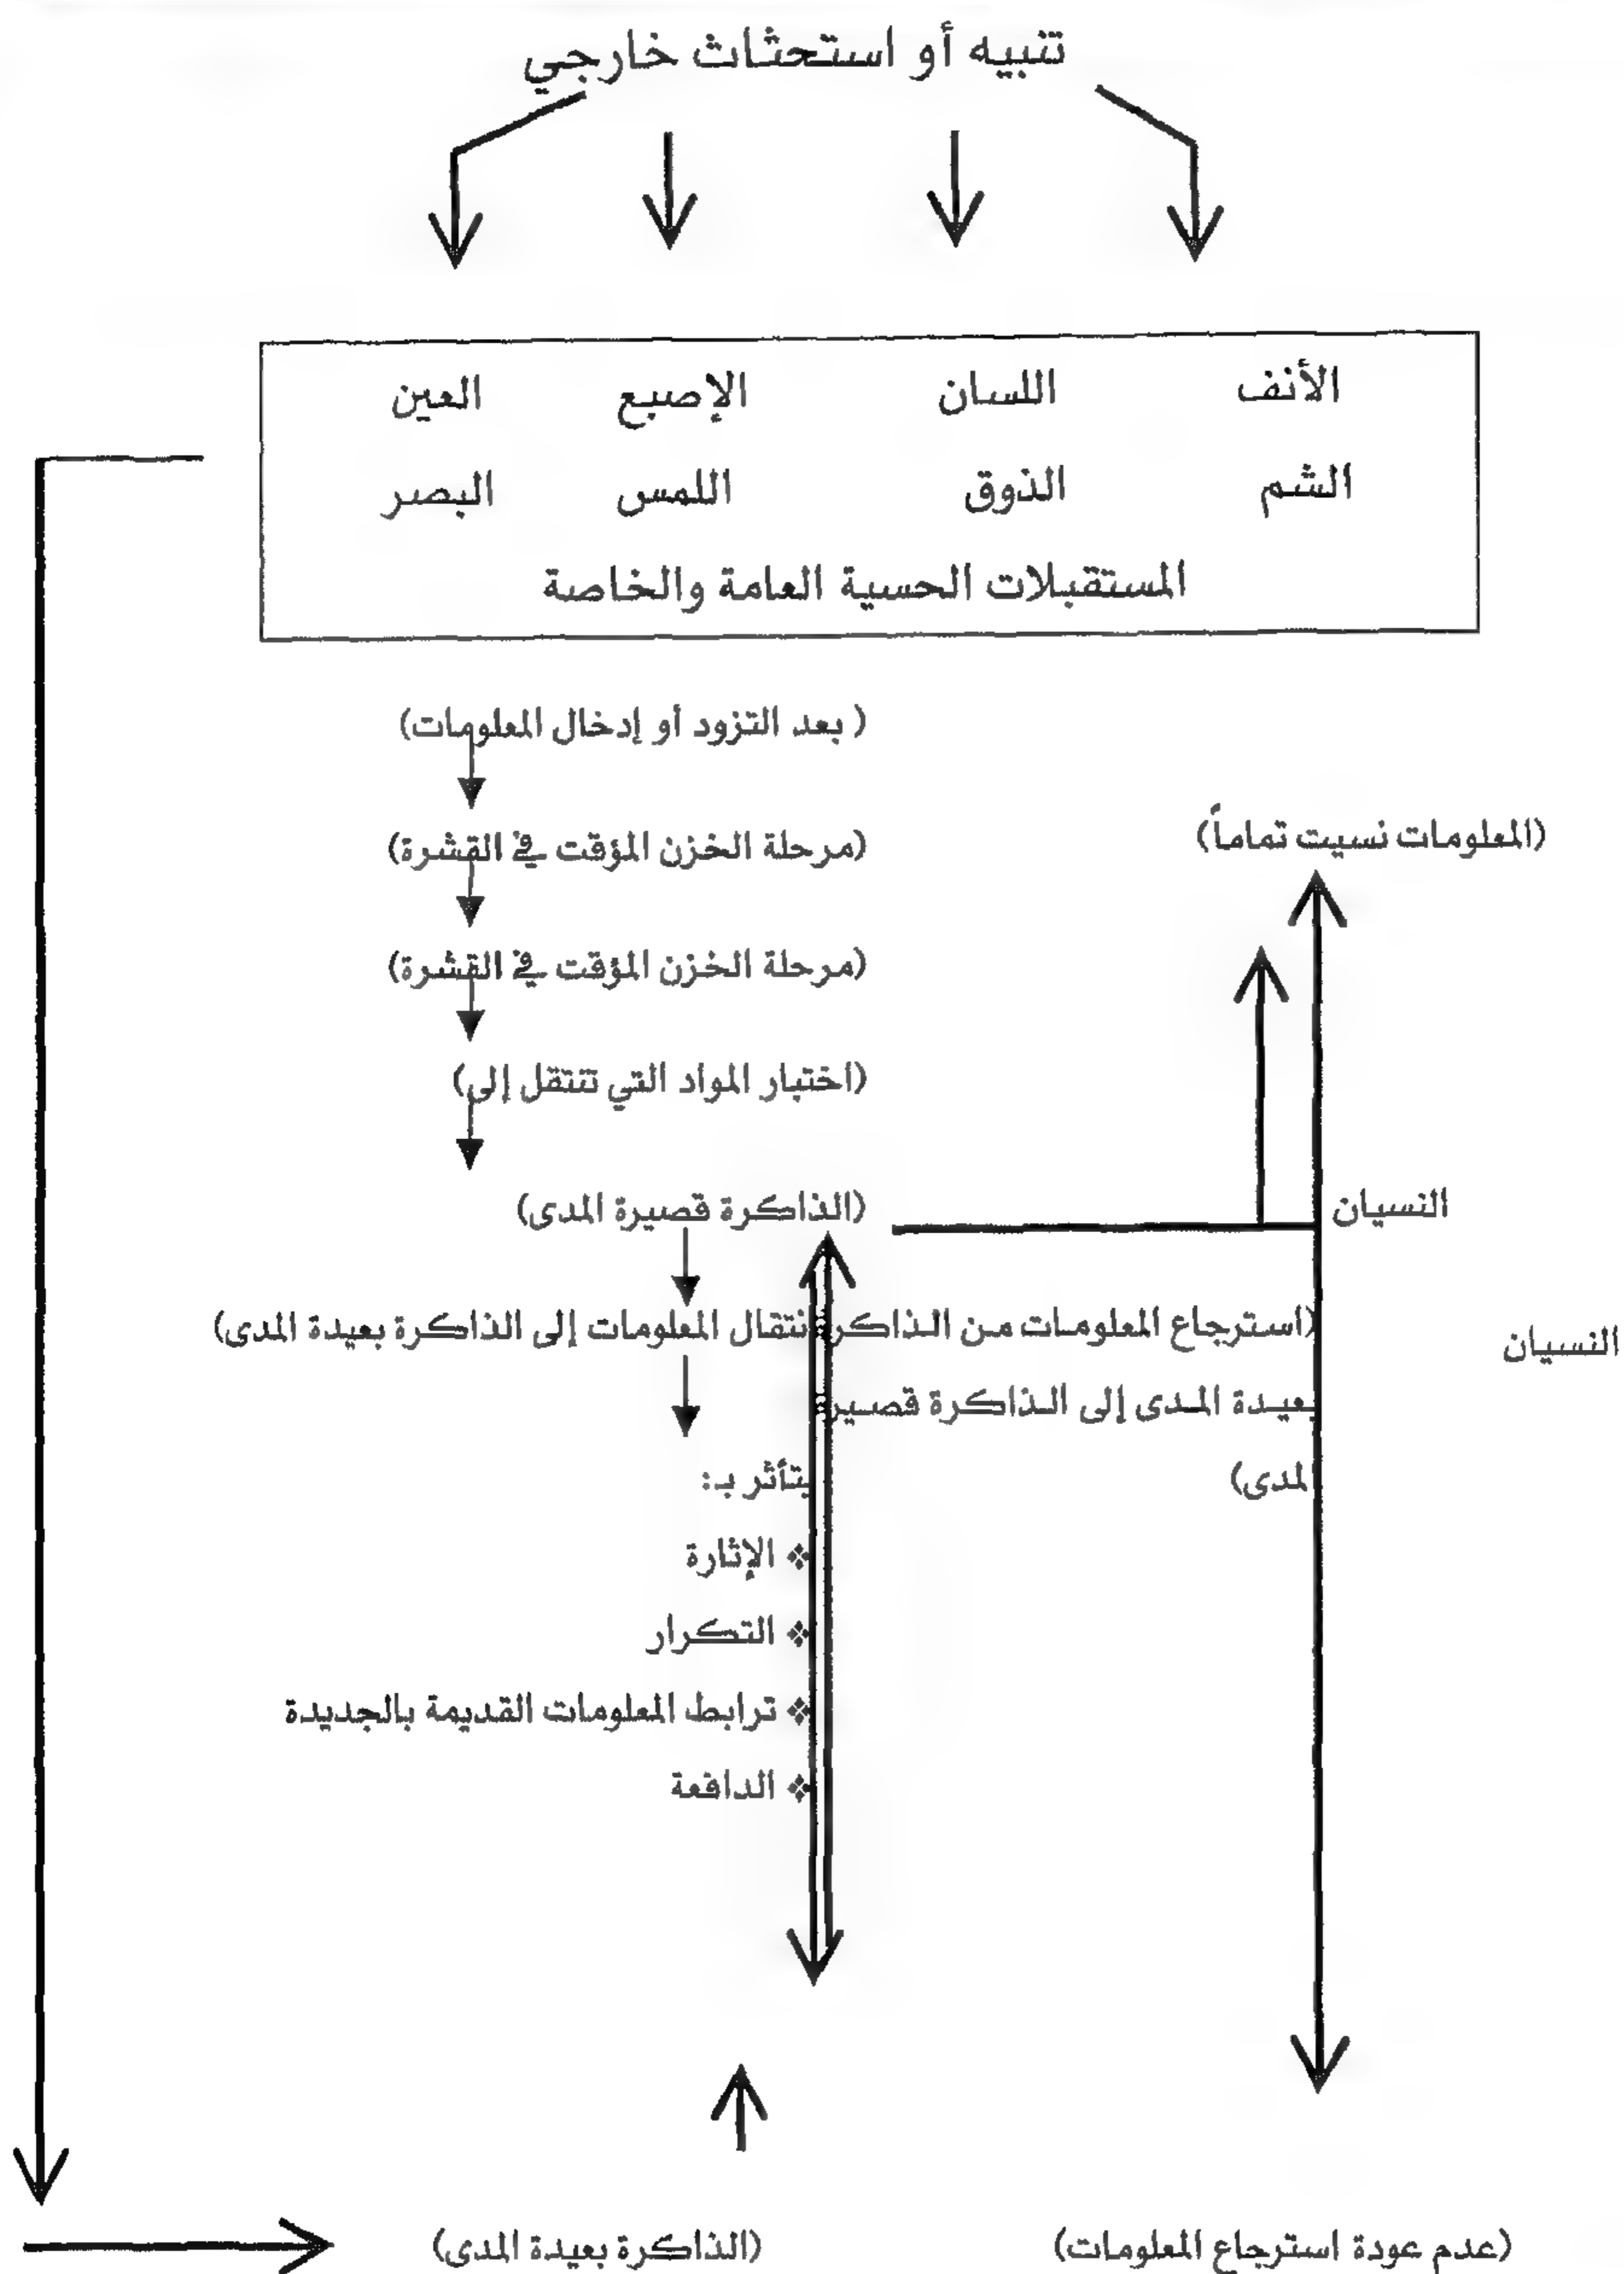 تنبيه أو استحثاث خارجي
الأنف اللسان الإصبع العين
الشم الذوق اللمس البصر
المستقبلات الحسية العامة والخاصة
( بعد التزود أو إدخال المعلومات)
(مرحلة الخزن المؤقت في القشرة)
(المعلومات نسيت تماماً)
(مرحلة الخزن المؤقت في القشرة)
(اختبار المواد التي تنتقل إلى)
(الذاكرة قصيرة المدى)
النسيان
(استرجاع المعلومات من الذاكرة
بعيدة المدى إلى الذاكرة قصيرة
المدى)
النسيان
انتقال المعلومات إلى الذاكرة بعيدة المدى)
يتأثر بـ:
❖ الإثارة
❖ التكرار
❖ ترابط المعلومات القديمة بالجديدة
❖ الدافعة
(عدم عودة استرجاع المعلومات)
(الذاكرة بعيدة المدى)